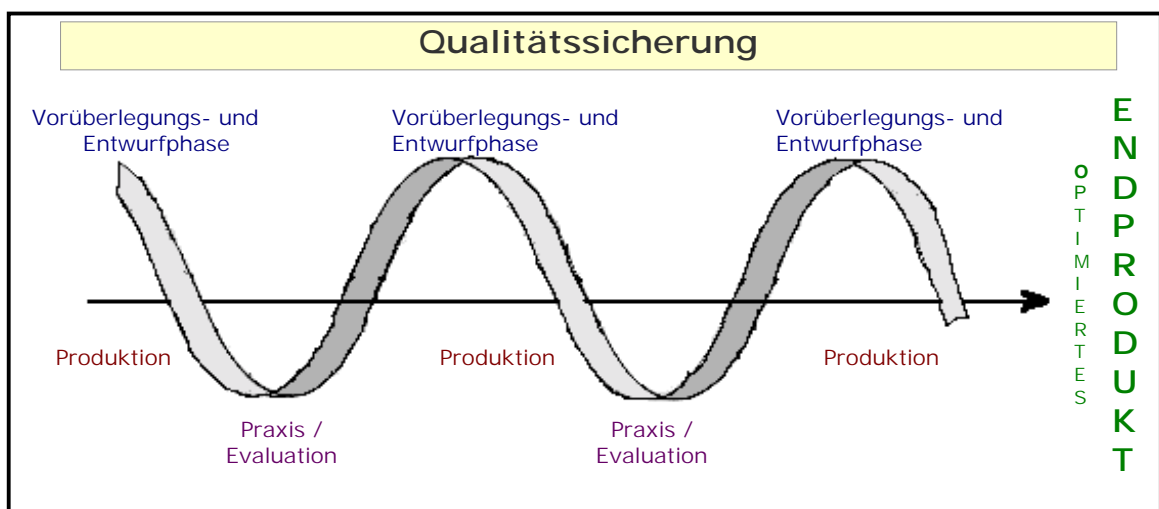 Qualitätssicherung
Vorüberlegungs- und
Entwurfphase
Vorüberlegungs- und
Entwurfphase
Vorüberlegungs- und
Entwurfphase
Produktion
Produktion
Produktion
Praxis /
Evaluation
Praxis /
Evaluation
OPTIMIERTES
ENDPRODUKT